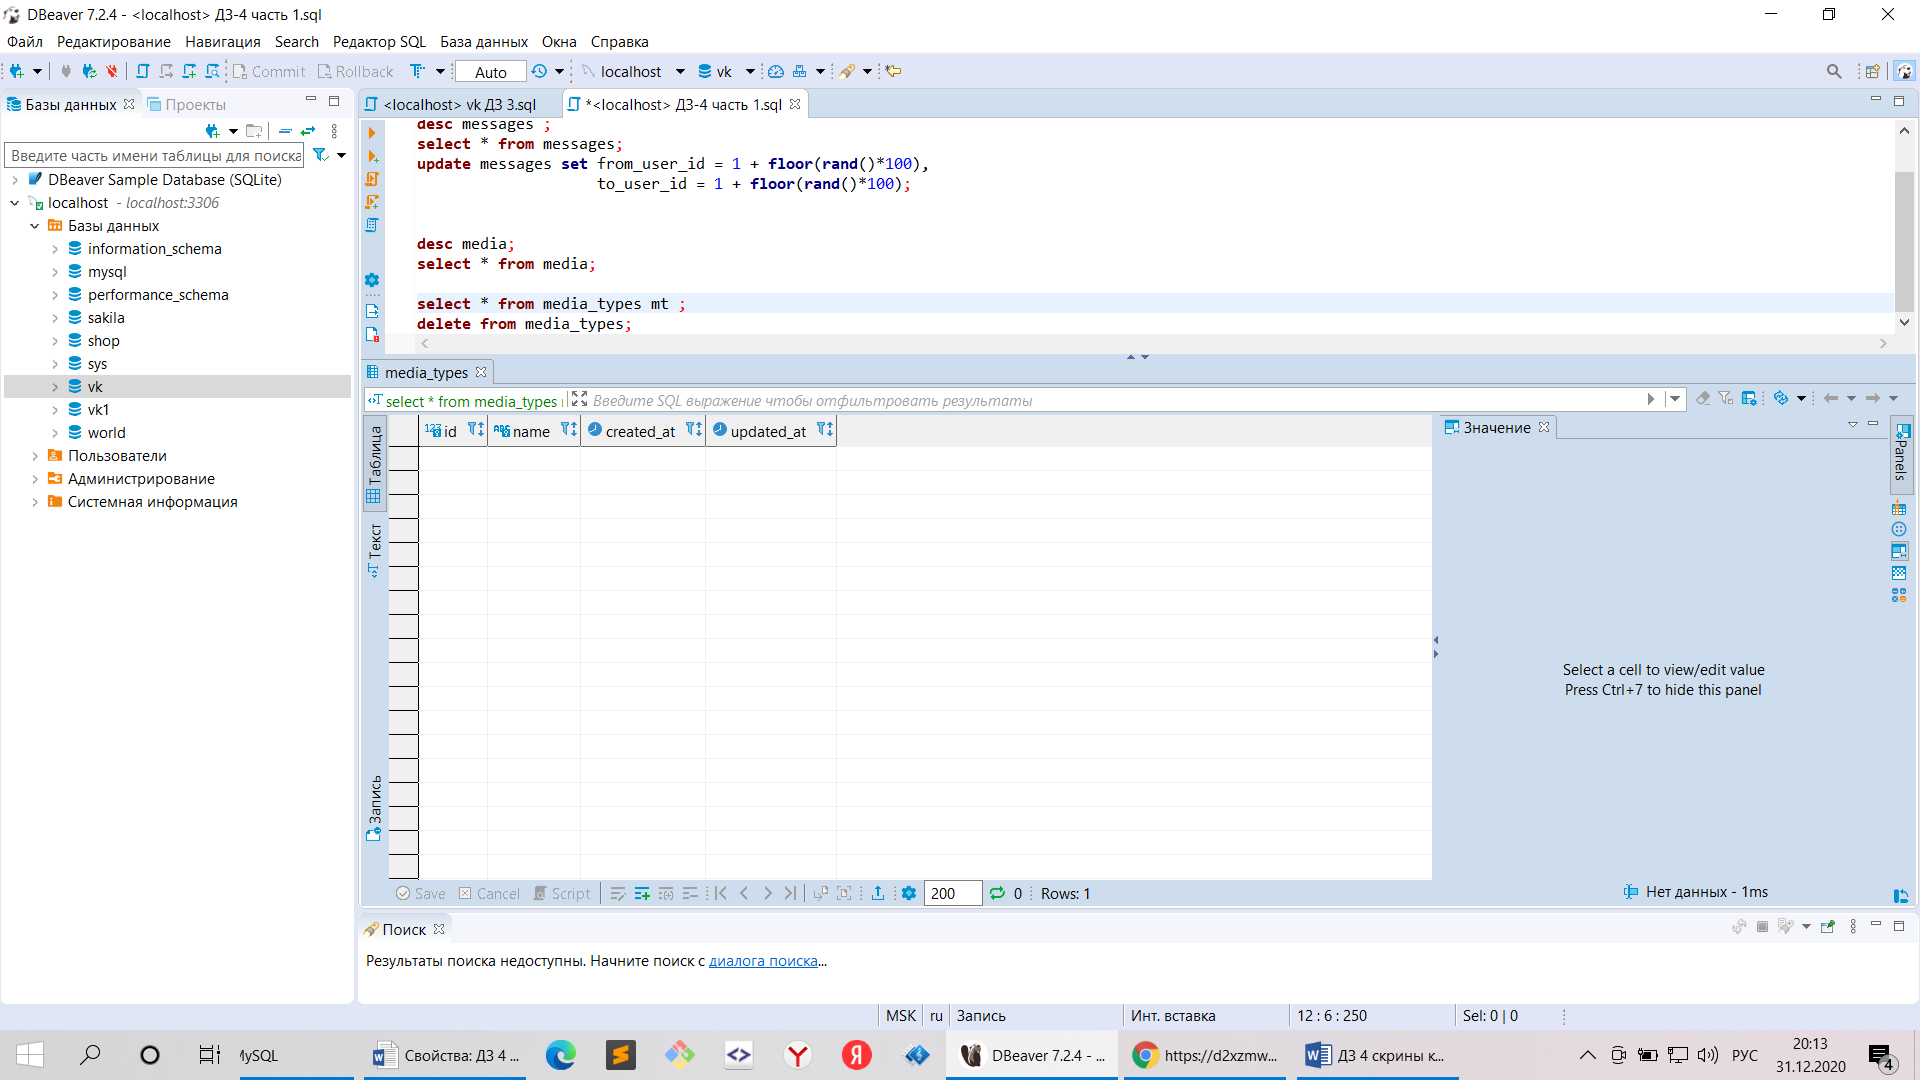 DBeaver 7.2.4 - <localhost> ДЗ-4 часть 1.sql
Файл Редактирование Навигация Search Редактор SQL База данных Окна Справка
Commit Rollback Auto localhost vk
Базы данных Проекты
Введите часть имени таблицы для поиска
DBeaver Sample Database (SQLite)
localhost - localhost:3306
Базы данных
information_schema
mysql
performance_schema
sakila
shop
sys
vk
vk1
world
Пользователи
Администрирование
Системная информация
<localhost> vk ДЗ 3.sql *<localhost> ДЗ-4 часть 1.sql
desc messages ;
select * from messages;
update messages set from_user_id = 1 + floor(rand()*100),
to_user_id = 1 + floor(rand()*100);
desc media;
select * from media;
select * from media_types mt ;
delete from media_types;
media_types
select * from media_types Введите SQL выражение чтобы отфильтровать результаты
Таблица
Текст
Запись
123 id ABC name created_at updated_at
Значение
Panels
Select a cell to view/edit value
Press Ctrl+7 to hide this panel
Save Cancel Script 200 0 Rows: 1
Нет данных - 1ms
Поиск
Результаты поиска недоступны. Начните поиск с диалога поиска...
MSK ru Запись Инт. вставка 12 : 6 : 250 Sel: 0 | 0
MySQL Свойства: ДЗ 4 ... DBeaver 7.2.4 - ... https://d2xzmw... ДЗ 4 скрины к... РУС
20:13
31.12.2020
4